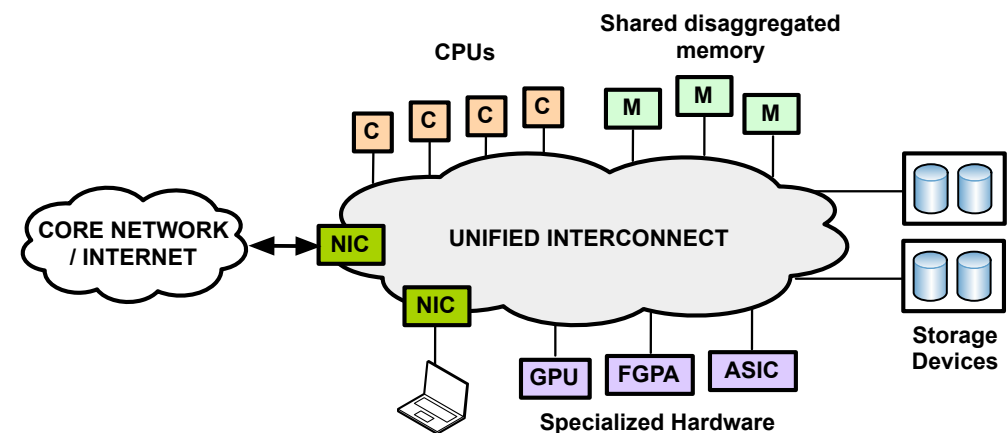 Shared disaggregated
memory
CPUs
C
C
C
C
M
M
M
CORE NETWORK
/ INTERNET
NIC
UNIFIED INTERCONNECT
NIC
GPU
FGPA
ASIC
Storage
Devices
Specialized Hardware